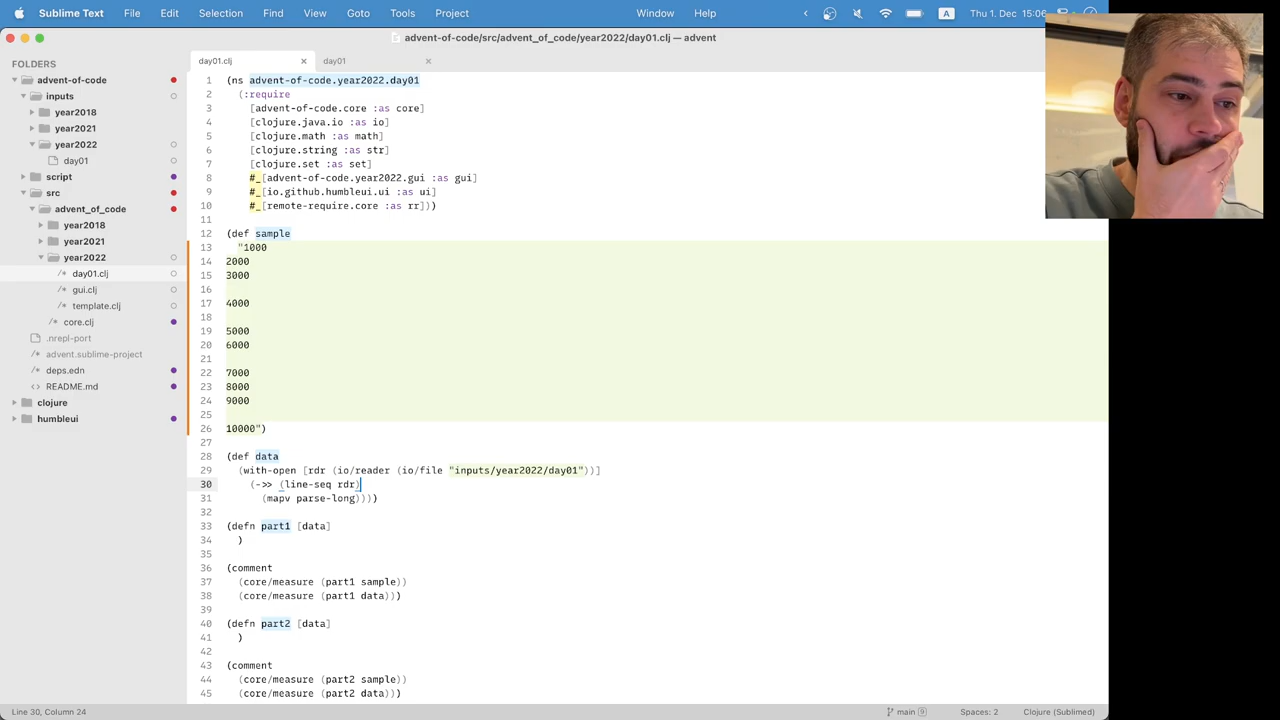 Sublime Text File Edit Selection Find View Goto Tools Project Window Help A Thu 1. Dec 15:06
advent-of-code/src/advent_of_code/year2022/day01.clj — advent
FOLDERS
advent-of-code
inputs
year2018
year2021
year2022
day01
script
src
advent_of_code
year2018
year2021
year2022
/* day01.clj
/* gui.clj
/* template.clj
/* core.clj
.nrepl-port
/* advent.sublime-project
/* deps.edn
<> README.md
clojure
humbleui
day01.clj × day01 ×
1 (ns advent-of-code.year2022.day01
2 (:require
3 [advent-of-code.core :as core]
4 [clojure.java.io :as io]
5 [clojure.math :as math]
6 [clojure.string :as str]
7 [clojure.set :as set]
8 #_[advent-of-code.year2022.gui :as gui]
9 #_[io.github.humbleui.ui :as ui]
10 #_[remote-require.core :as rr]))
11
12 (def sample
13 "1000
14 2000
15 3000
16
17 4000
18
19 5000
20 6000
21
22 7000
23 8000
24 9000
25
26 10000")
27
28 (def data
29 (with-open [rdr (io/reader (io/file "inputs/year2022/day01"))]
30 (->> (line-seq rdr)
31 (mapv parse-long))))
32
33 (defn part1 [data]
34 )
35
36 (comment
37 (core/measure (part1 sample))
38 (core/measure (part1 data)))
39
40 (defn part2 [data]
41 )
42
43 (comment
44 (core/measure (part2 sample))
45 (core/measure (part2 data)))
Line 30, Column 24 main 9 Spaces: 2 Clojure (Sublimed)